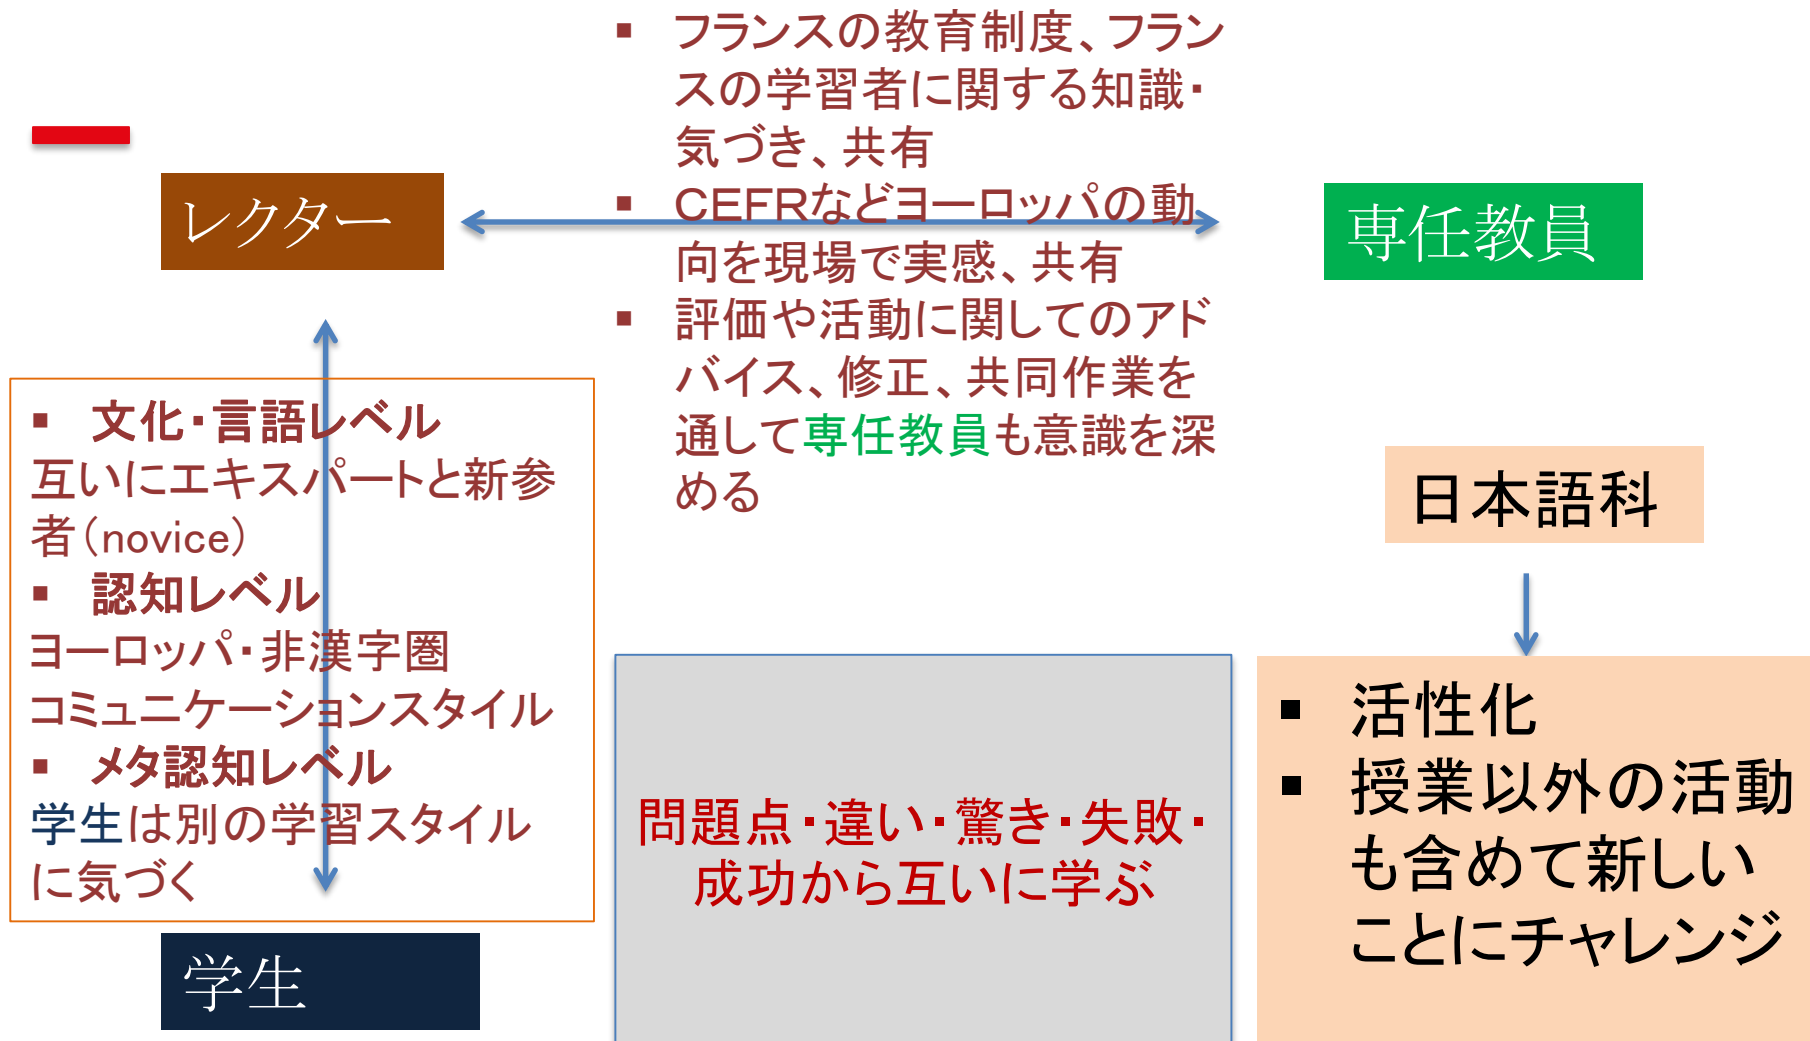 ▪ フランスの教育制度、フラン
スの学習者に関する知識・
気づき、共有
▪ ＣＥＦＲなどヨーロッパの動
向を現場で実感、共有
▪ 評価や活動に関してのアド
バイス、修正、共同作業を
通して専任教員も意識を深
める
レクター
専任教員
▪ 文化・言語レベル
互いにエキスパートと新参
者（novice）
▪ 認知レベル
ヨーロッパ・非漢字圏
コミュニケーションスタイル
▪ メタ認知レベル
学生は別の学習スタイル
に気づく
学生
問題点・違い・驚き・失敗・
成功から互いに学ぶ
日本語科
▪ 活性化
▪ 授業以外の活動
も含めて新しい
ことにチャレンジ